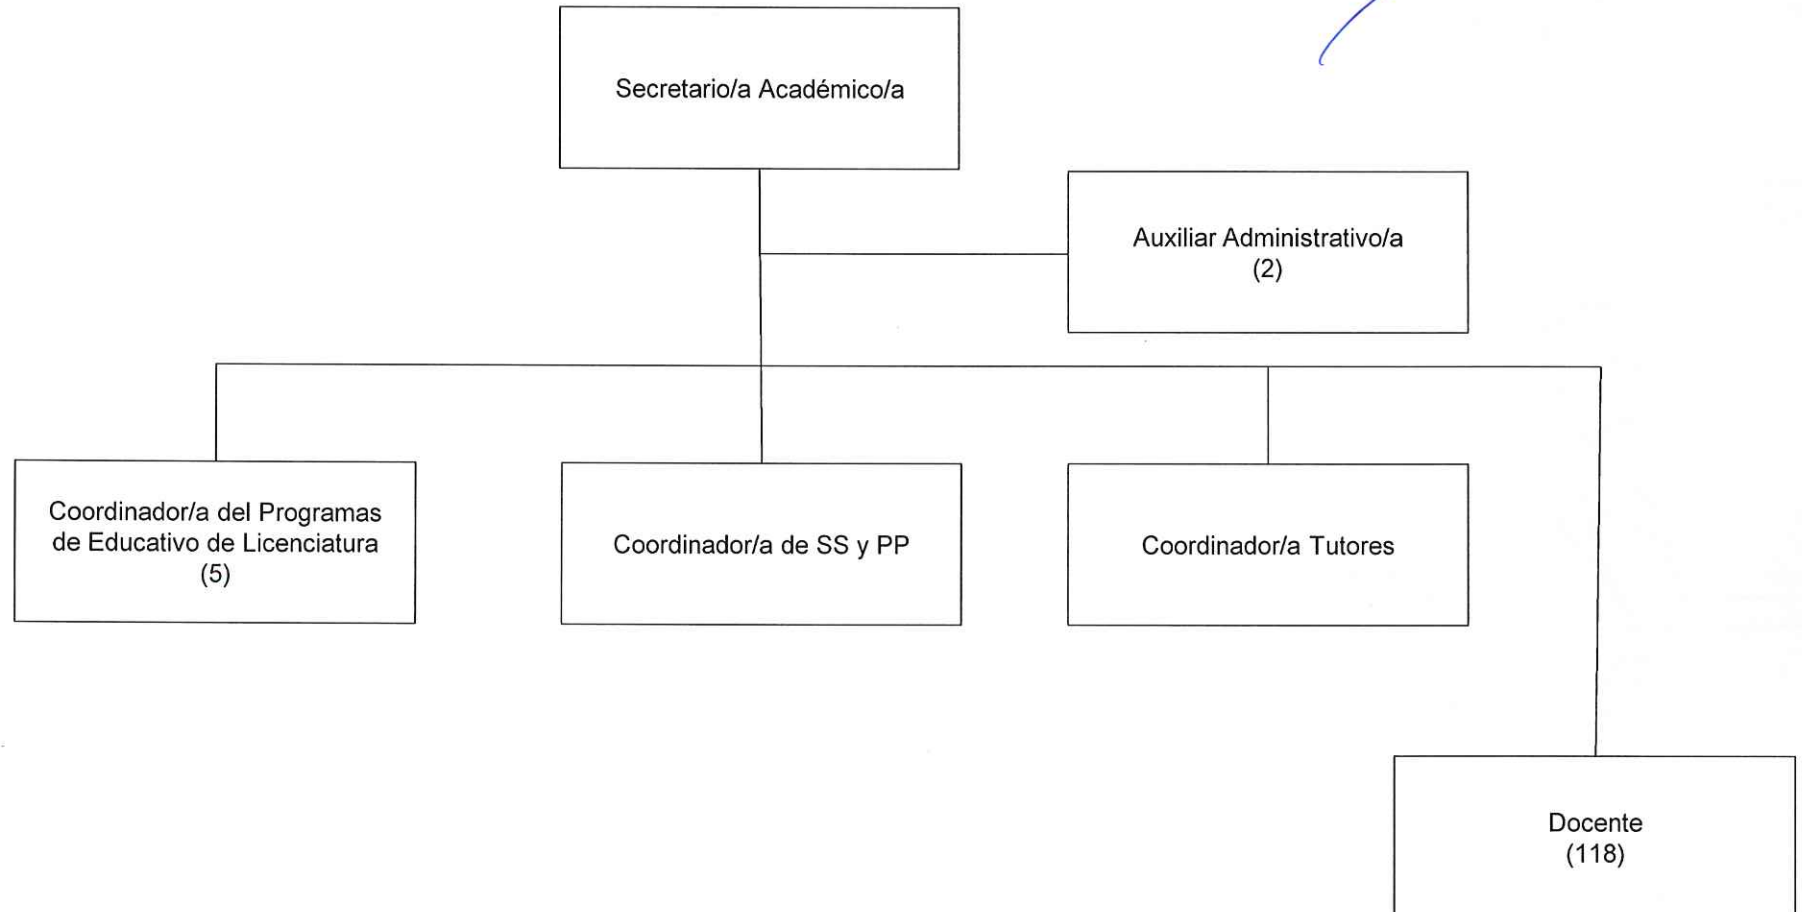 Secretario/a Académico/a
Auxiliar Administrativo/a
(2)
Coordinador/a del Programas
de Educativo de Licenciatura
(5)
Coordinador/a de SS y PP
Coordinador/a Tutores
Docente
(118)